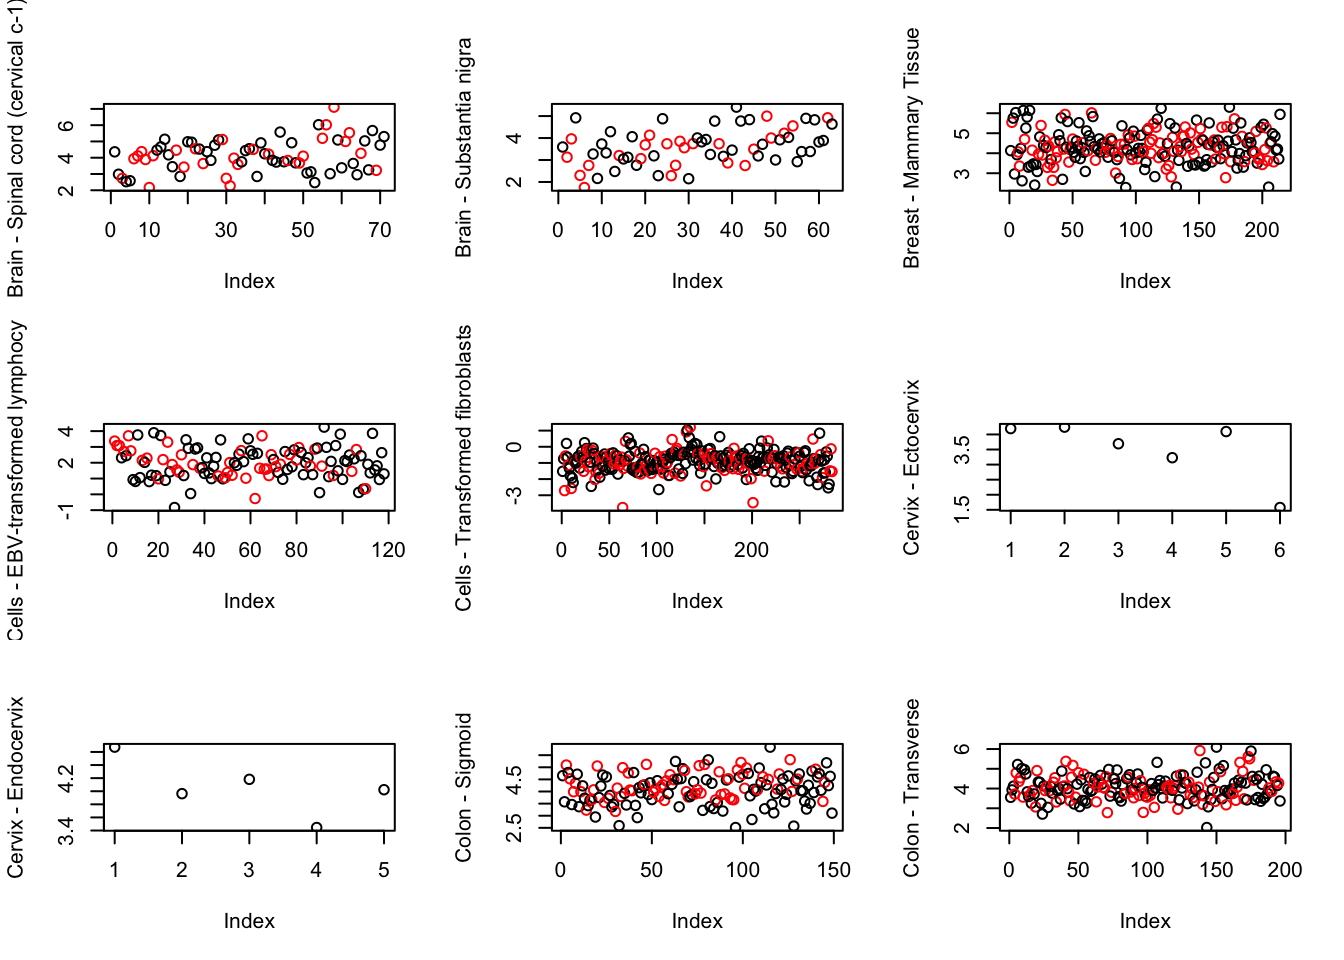 Brain - Spinal cord (cervical c-1)
2 4 6
0 10 30 50 70
Index
Brain - Substantia nigra
2 4
0 10 20 30 40 50 60
Index
Breast - Mammary Tissue
3 5
0 50 100 150 200
Index
Cells - EBV-transformed lymphocy
-1 2 4
0 20 40 60 80 120
Index
Cells - Transformed fibroblasts
-3 0
0 50 100 200
Index
Cervix - Ectocervix
1.5 3.5
1 2 3 4 5 6
Index
Cervix - Endocervix
3.4 4.2
1 2 3 4 5
Index
Colon - Sigmoid
2.5 4.5
0 50 100 150
Index
Colon - Transverse
2 4 6
0 50 100 150 200
Index